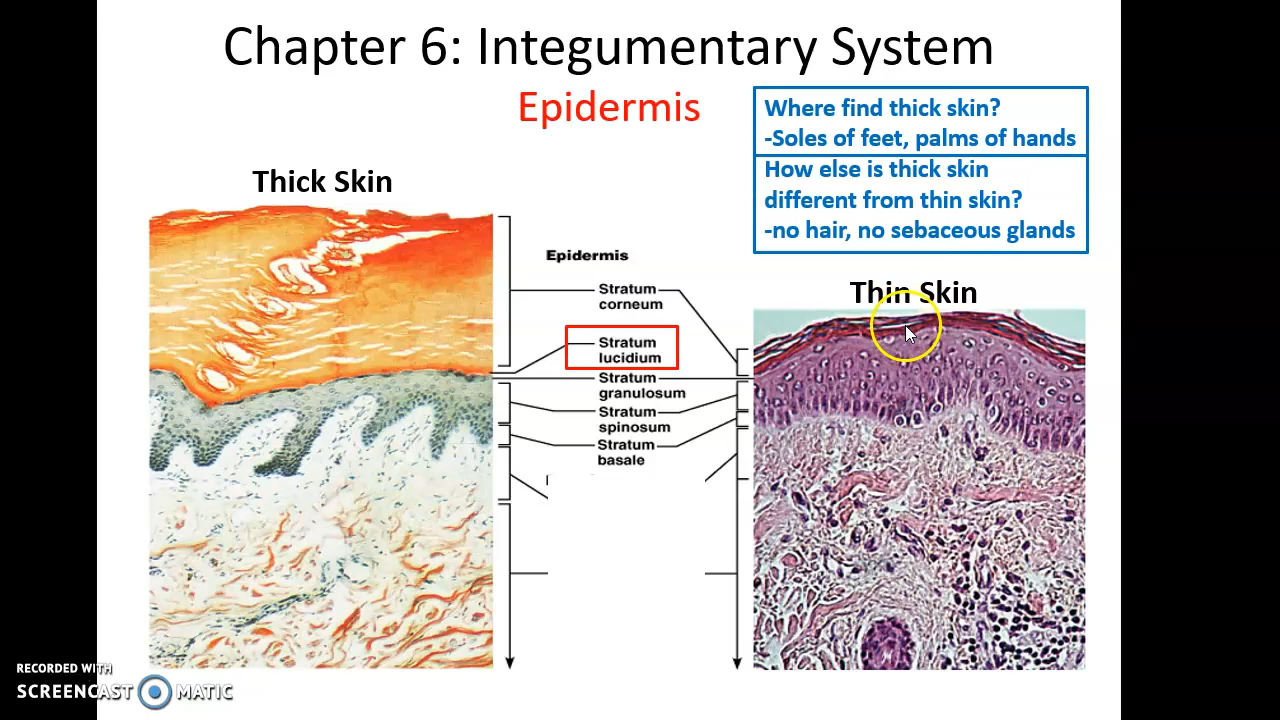 Chapter 6: Integumentary System
Epidermis
Where find thick skin?
-Soles of feet, palms of hands
How else is thick skin
different from thin skin?
-no hair, no sebaceous glands
Thick Skin
Epidermis
Stratum
corneum
Stratum
lucidium
Stratum
granulosum
Stratum
spinosum
Stratum
basale
Thin Skin
RECORDED WITH
SCREENCAST MATIC